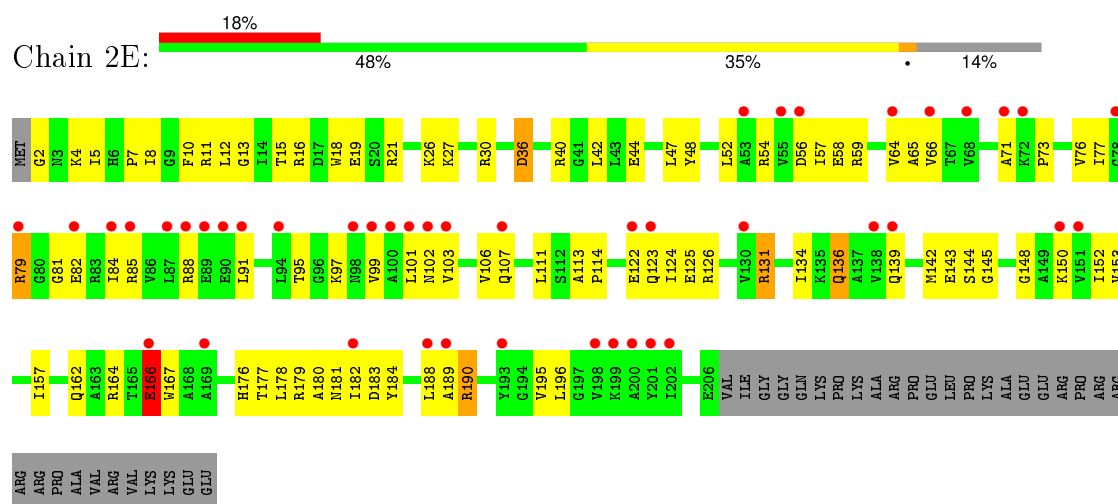 18%
Chain 2E:
48% 35% • 14%
MET G2 N3 K4 I5 H6 P7 I8 G9 F10 R11 L12 G13 I14 T15 R16 D17 W18 E19 S20 R21 K26 K27 R30 D36 R40 G41 L42 L43 E44 L47 Y48 L52 A53 R54 V55 D56 I57 E58 R59 V64 A65 V66 T67 V68 A71 K72 P73 V76 I77 G78
R79 G80 G81 E82 R83 I84 R85 V86 L87 R88 E89 E90 L91 L94 T95 G96 K97 N98 V99 A100 L101 N102 V103 V106 Q107 L111 S112 A113 P114 E122 Q123 I124 E125 R126 V130 R131 I134 K135 Q136 A137 V138 Q139 M142 E143 S144 G145 G148 A149 K150 V151 I152 V153
I157 Q162 A163 R164 T165 E166 W167 A168 A169 H176 T177 L178 R179 A180 N181 I182 D183 Y184 L188 A189 R190 Y193 G194 V195 L196 G197 V198 K199 A200 Y201 I202 E206 VAL ILE GLY GLY GLN LYS PRO LYS ALA ARG PRO GLU LEU PRO LYS ALA GLU GLU ARG PRO ARG ARG
ARG ARG PRO ALA VAL ARG VAL LYS LYS GLU GLU